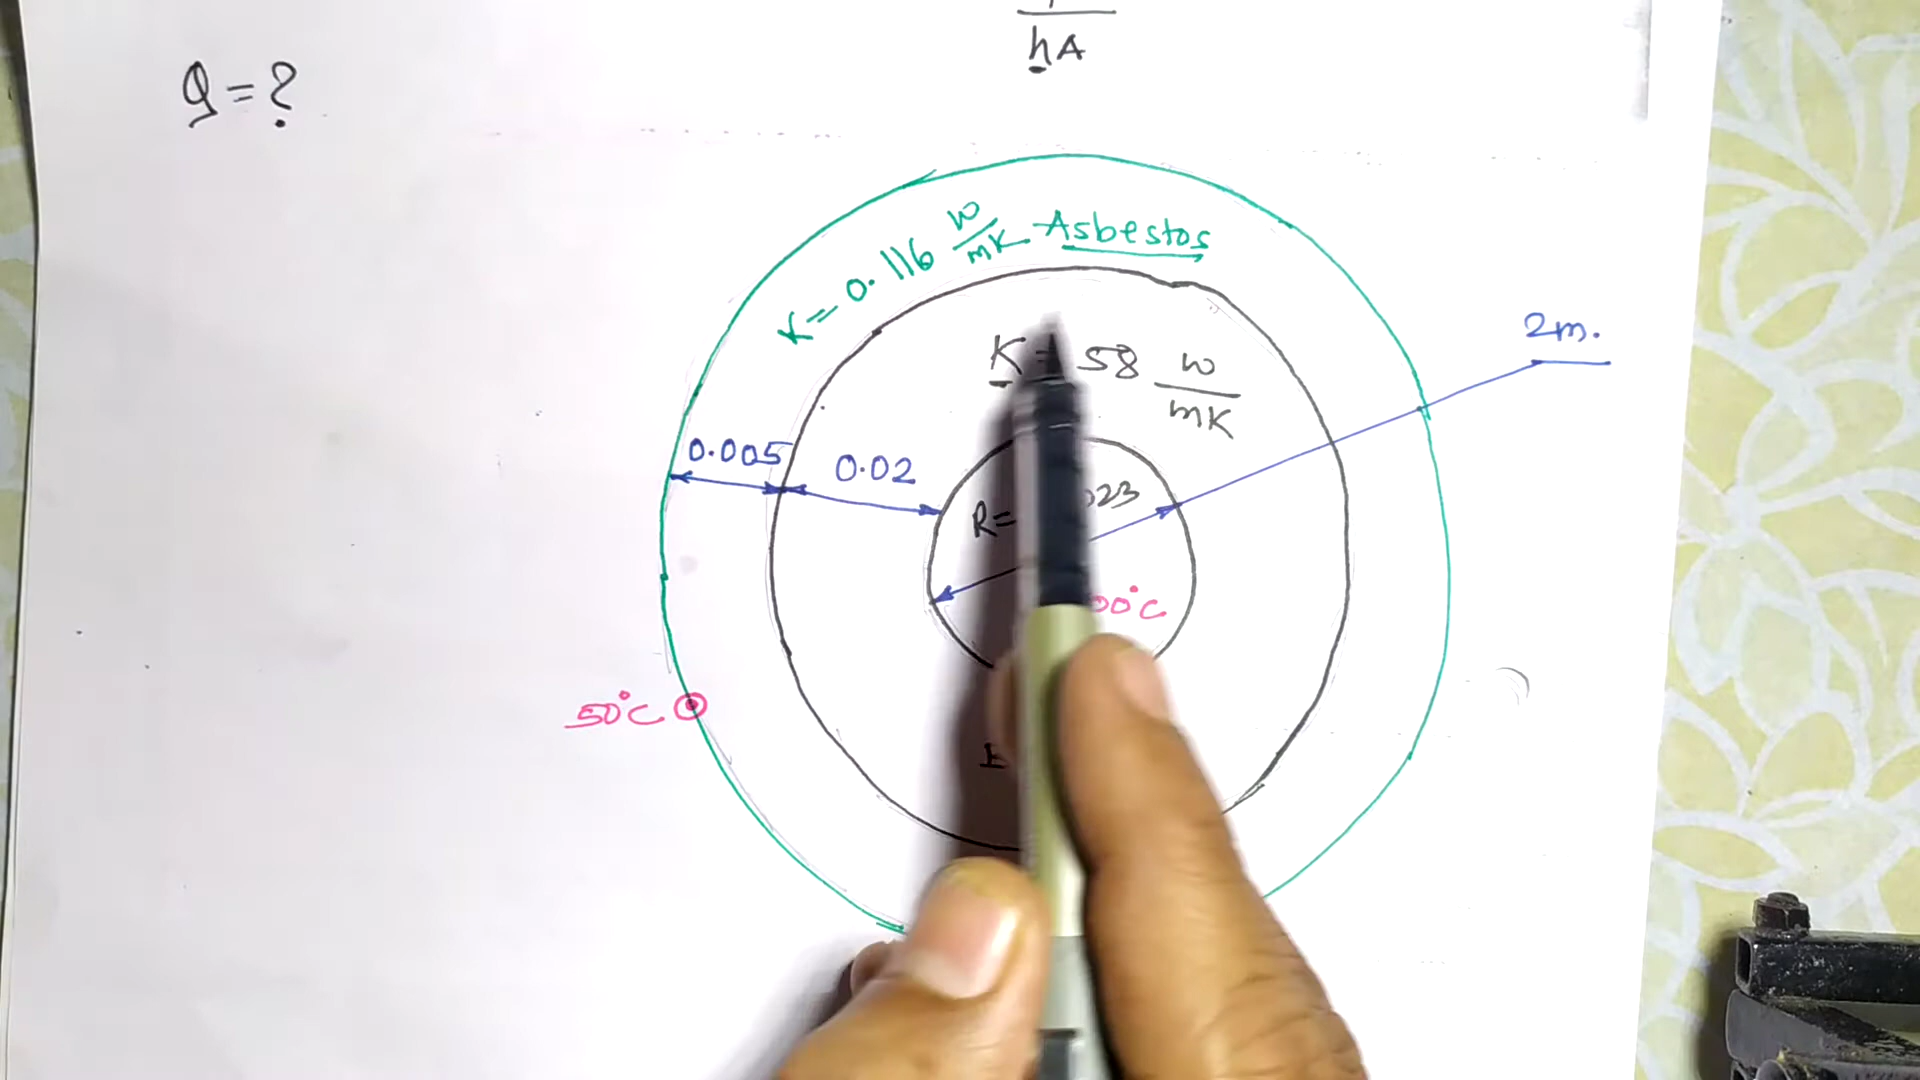 hA
Q = ?
K = 0.116 W/mK Asbestos
2m.
K = 58 W/mK
0.005
0.02
R=
50°C